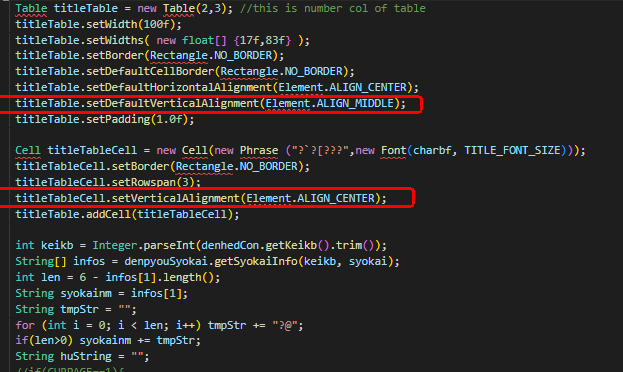 Table titleTable = new Table(2,3); //this is number col of table
titleTable.setWidth(100f);
titleTable.setWidths( new float[] {17f,83f} );
titleTable.setBorder(Rectangle.NO_BORDER);
titleTable.setDefaultCellBorder(Rectangle.NO_BORDER);
titleTable.setDefaultHorizontalAlignment(Element.ALIGN_CENTER);
titleTable.setDefaultVerticalAlignment(Element.ALIGN_MIDDLE);
titleTable.setPadding(1.0f);
Cell titleTableCell = new Cell(new Phrase ("?`?[???",new Font(charbf, TITLE_FONT_SIZE)));
titleTableCell.setBorder(Rectangle.NO_BORDER);
titleTableCell.setRowspan(3);
titleTableCell.setVerticalAlignment(Element.ALIGN_CENTER);
titleTable.addCell(titleTableCell);
int keikb = Integer.parseInt(denhedCon.getKeikb().trim());
String[] infos = denpyouSyokai.getSyokaiInfo(keikb, syokai);
int len = 6 - infos[1].length();
String syokainm = infos[1];
String tmpStr = "";
for (int i = 0; i < len; i++) tmpStr += "?@";
if(len>0) syokainm += tmpStr;
String huString = "";
//if(CURPAGE==1){